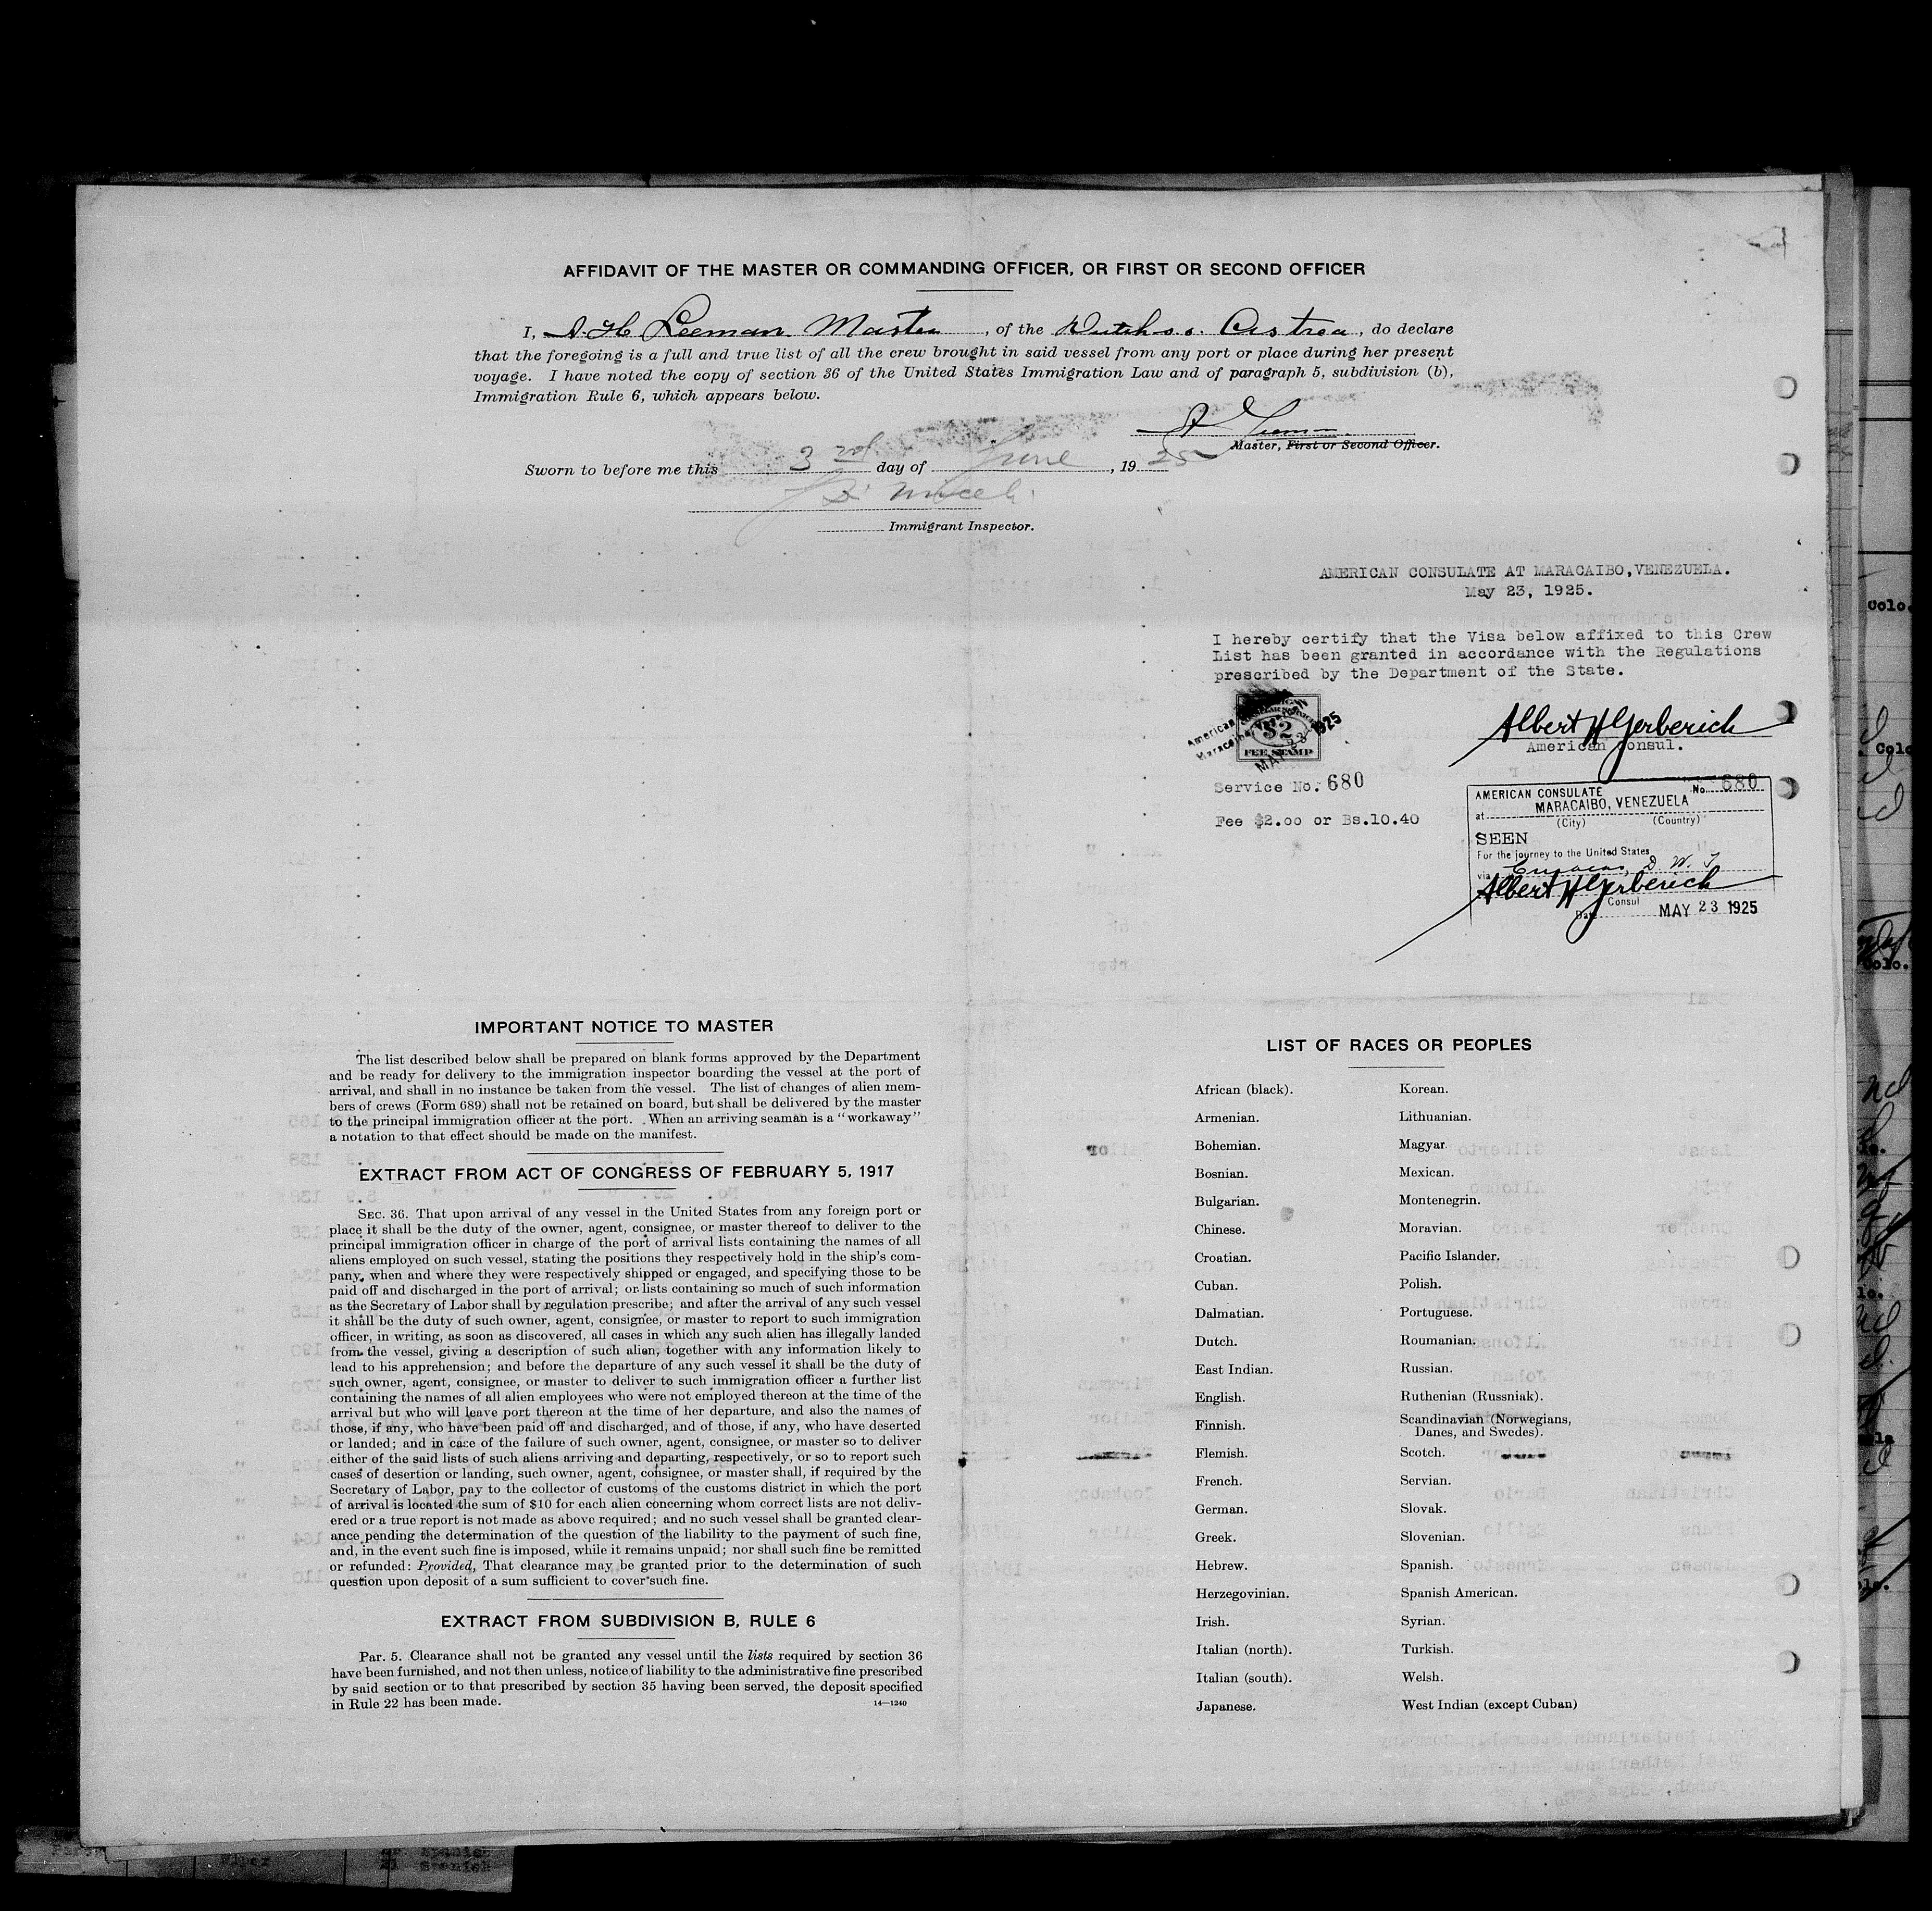 AFFIDAVIT OF THE MASTER OR COMMANDING OFFICER, OR FIRST OR SECOND OFFICER
I, A. H. Leeman Master, of the Dutch s.s. Astrea, do declare
that the foregoing is a full and true list of all the crew brought in said vessel from any port or place during her present
voyage. I have noted the copy of section 36 of the United States Immigration Law and of paragraph 5, subdivision (b),
Immigration Rule 6, which appears below.
A Leeman
Master, First or Second Officer.
Sworn to before me this 3rd day of June, 1925
Immigrant Inspector.
AMERICAN CONSULATE AT MARACAIBO, VENEZUELA.
May 23, 1925.
I hereby certify that the Visa below affixed to this Crew
List has been granted in accordance with the Regulations
prescribed by the Department of the State.
American
Maracaibo
$2
FEE STAMP
MAY 23 1925
Albert H Gerberich
American Consul.
Service No. 680
Fee $2.00 or Bs.10.40
AMERICAN CONSULATE No. 680
at MARACAIBO, VENEZUELA
(City) (Country)
SEEN
For the journey to the United States
via Curacao, D. W. I
Albert H Gerberich
Consul
Date MAY 23 1925
IMPORTANT NOTICE TO MASTER
The list described below shall be prepared on blank forms approved by the Department
and be ready for delivery to the immigration inspector boarding the vessel at the port of
arrival, and shall in no instance be taken from the vessel. The list of changes of alien mem-
bers of crews (Form 689) shall not be retained on board, but shall be delivered by the master
to the principal immigration officer at the port. When an arriving seaman is a "workaway"
a notation to that effect should be made on the manifest.
EXTRACT FROM ACT OF CONGRESS OF FEBRUARY 5, 1917
SEC. 36. That upon arrival of any vessel in the United States from any foreign port or
place it shall be the duty of the owner, agent, consignee, or master thereof to deliver to the
principal immigration officer in charge of the port of arrival lists containing the names of all
aliens employed on such vessel, stating the positions they respectively hold in the ship's com-
pany, when and where they were respectively shipped or engaged, and specifying those to be
paid off and discharged in the port of arrival; or lists containing so much of such information
as the Secretary of Labor shall by regulation prescribe; and after the arrival of any such vessel
it shall be the duty of such owner, agent, consignee, or master to report to such immigration
officer, in writing, as soon as discovered, all cases in which any such alien has illegally landed
from the vessel, giving a description of such alien, together with any information likely to
lead to his apprehension; and before the departure of any such vessel it shall be the duty of
such owner, agent, consignee, or master to deliver to such immigration officer a further list
containing the names of all alien employees who were not employed thereon at the time of the
arrival but who will leave port thereon at the time of her departure, and also the names of
those, if any, who have been paid off and discharged, and of those, if any, who have deserted
or landed; and in case of the failure of such owner, agent, consignee, or master so to deliver
either of the said lists of such aliens arriving and departing, respectively, or so to report such
cases of desertion or landing, such owner, agent, consignee, or master shall, if required by the
Secretary of Labor, pay to the collector of customs of the customs district in which the port
of arrival is located the sum of $10 for each alien concerning whom correct lists are not deliv-
ered or a true report is not made as above required; and no such vessel shall be granted clear-
ance pending the determination of the question of the liability to the payment of such fine,
and, in the event such fine is imposed, while it remains unpaid; nor shall such fine be remitted
or refunded: Provided, That clearance may be granted prior to the determination of such
question upon deposit of a sum sufficient to cover such fine.
EXTRACT FROM SUBDIVISION B, RULE 6
Par. 5. Clearance shall not be granted any vessel until the lists required by section 36
have been furnished, and not then unless, notice of liability to the administrative fine prescribed
by said section or to that prescribed by section 35 having been served, the deposit specified
in Rule 22 has been made.
14—1240
LIST OF RACES OR PEOPLES
African (black).
Armenian.
Bohemian.
Bosnian.
Bulgarian.
Chinese.
Croatian.
Cuban.
Dalmatian.
Dutch.
East Indian.
English.
Finnish.
Flemish.
French.
German.
Greek.
Hebrew.
Herzegovinian.
Irish.
Italian (north).
Italian (south).
Japanese.
Korean.
Lithuanian.
Magyar
Mexican.
Montenegrin.
Moravian.
Pacific Islander.
Polish.
Portuguese.
Roumanian.
Russian.
Ruthenian (Russniak).
Scandinavian (Norwegians,
Danes, and Swedes).
Scotch.
Servian.
Slovak.
Slovenian.
Spanish.
Spanish American.
Syrian.
Turkish.
Welsh.
West Indian (except Cuban)